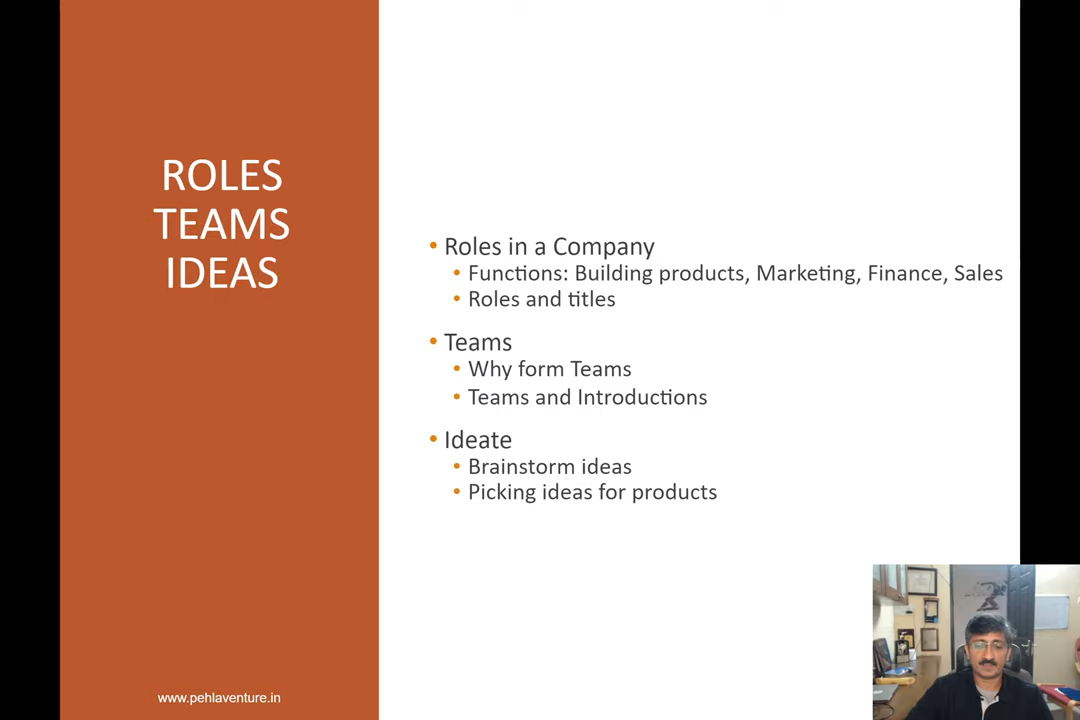 ROLES
TEAMS
IDEAS
• Roles in a Company
• Functions: Building products, Marketing, Finance, Sales
• Roles and titles
• Teams
• Why form Teams
• Teams and Introductions
• Ideate
• Brainstorm ideas
• Picking ideas for products
www.pehlaventure.in